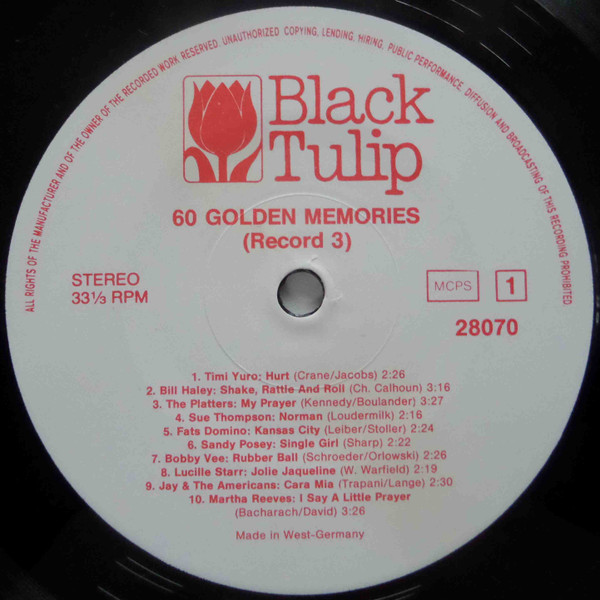 ALL RIGHTS OF THE MANUFACTURER AND OF THE OWNER OF THE RECORDED WORK RESERVED. UNAUTHORIZED COPYING, LENDING, HIRING, PUBLIC PERFORMANCE, DIFFUSION AND BROADCASTING OF THIS RECORDING PROHIBITED
Black
Tulip
60 GOLDEN MEMORIES
(Record 3)
STEREO
33⅓ RPM
MCPS 1
28070
1. Timi Yuro: Hurt (Crane/Jacobs) 2:26
2. Bill Haley: Shake, Rattle And Roll (Ch. Calhoun) 3:16
3. The Platters: My Prayer (Kennedy/Boulander) 3:27
4. Sue Thompson: Norman (Loudermilk) 2:16
5. Fats Domino: Kansas City (Leiber/Stoller) 2:24
6. Sandy Posey: Single Girl (Sharp) 2:22
7. Bobby Vee: Rubber Ball (Schroeder/Orlowski) 2:26
8. Lucille Starr: Jolie Jaqueline (W. Warfield) 2:19
9. Jay & The Americans: Cara Mia (Trapani/Lange) 2:30
10. Martha Reeves: I Say A Little Prayer
(Bacharach/David) 3:26
Made in West-Germany